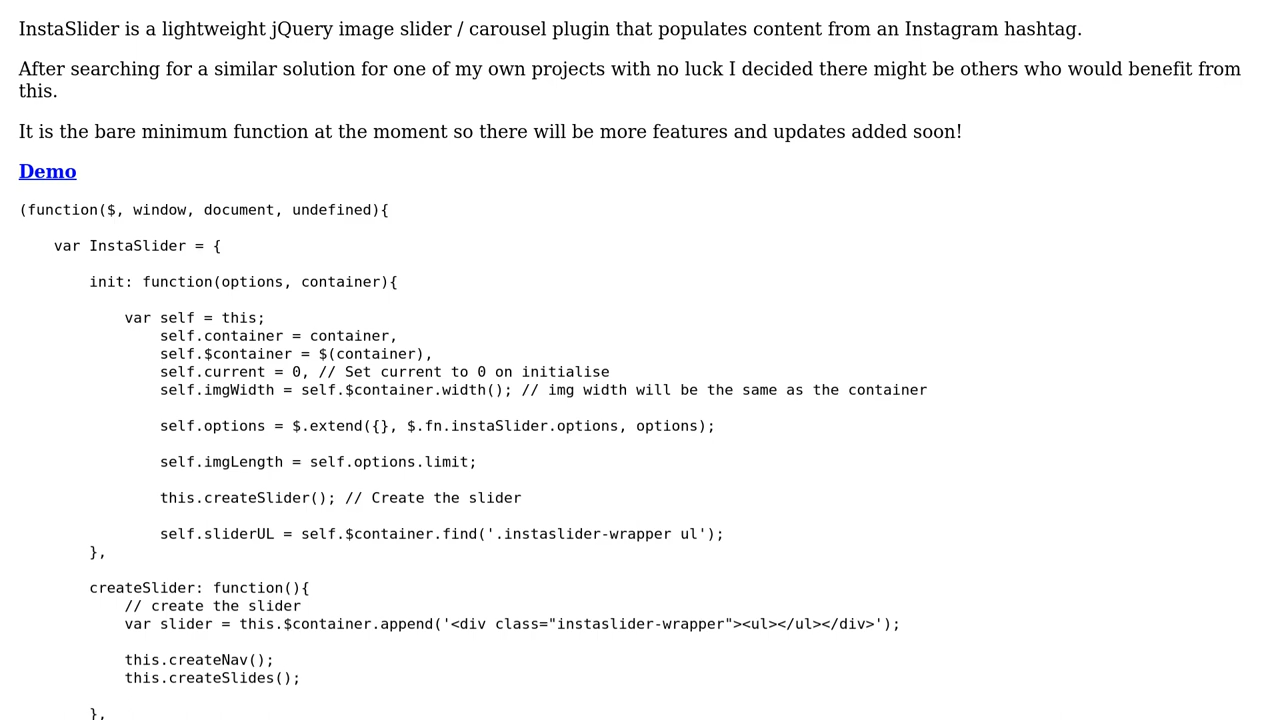 InstaSlider is a lightweight jQuery image slider / carousel plugin that populates content from an Instagram hashtag.
After searching for a similar solution for one of my own projects with no luck I decided there might be others who would benefit from
this.
It is the bare minimum function at the moment so there will be more features and updates added soon!
Demo
(function($, window, document, undefined){
    var InstaSlider = {
        init: function(options, container){
            var self = this;
                self.container = container,
                self.$container = $(container),
                self.current = 0, // Set current to 0 on initialise
                self.imgWidth = self.$container.width(); // img width will be the same as the container
                self.options = $.extend({}, $.fn.instaSlider.options, options);
                self.imgLength = self.options.limit;
                this.createSlider(); // Create the slider
                self.sliderUL = self.$container.find('.instaslider-wrapper ul');
        },
        createSlider: function(){
            // create the slider
            var slider = this.$container.append('<div class="instaslider-wrapper"><ul></ul></div>');
            this.createNav();
            this.createSlides();
        },